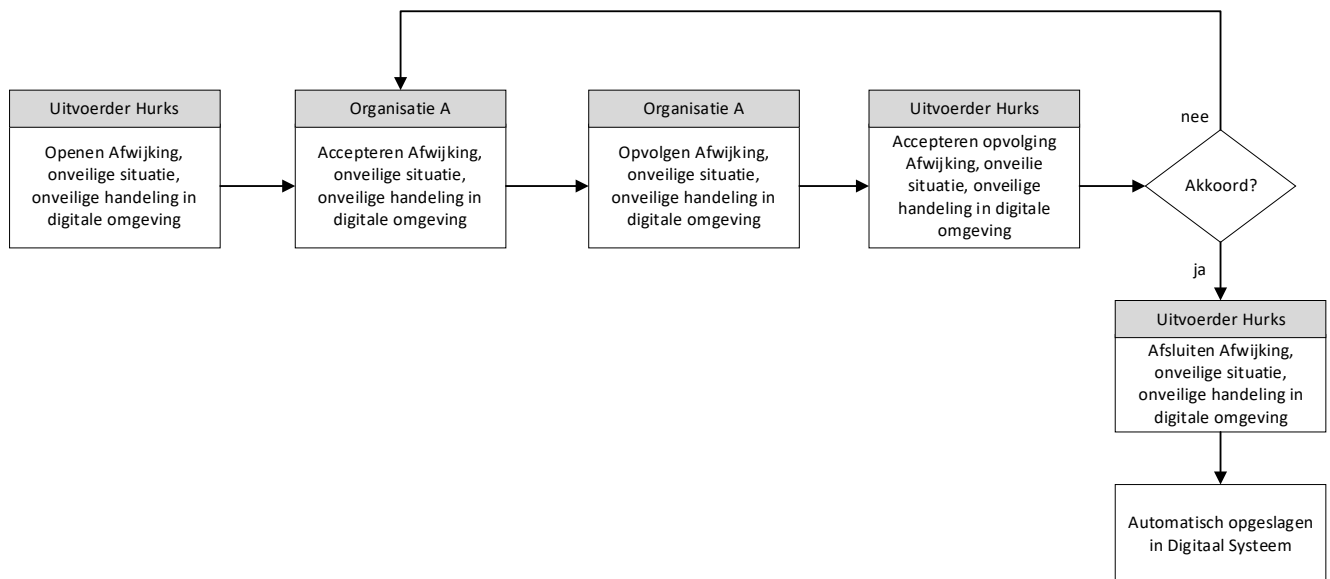 Uitvoerder Hurks
Openen Afwijking,
onveilige situatie,
onveilige handeling in
digitale omgeving
Organisatie A
Accepteren Afwijking,
onveilige situatie,
onveilige handeling in
digitale omgeving
Organisatie A
Opvolgen Afwijking,
onveilige situatie,
onveilige handeling in
digitale omgeving
Uitvoerder Hurks
Accepteren opvolging
Afwijking, onveilie
situatie, onveilige
handeling in digitale
omgeving
nee
Akkoord?
ja
Uitvoerder Hurks
Afsluiten Afwijking,
onveilige situatie,
onveilige handeling in
digitale omgeving
Automatisch opgeslagen
in Digitaal Systeem